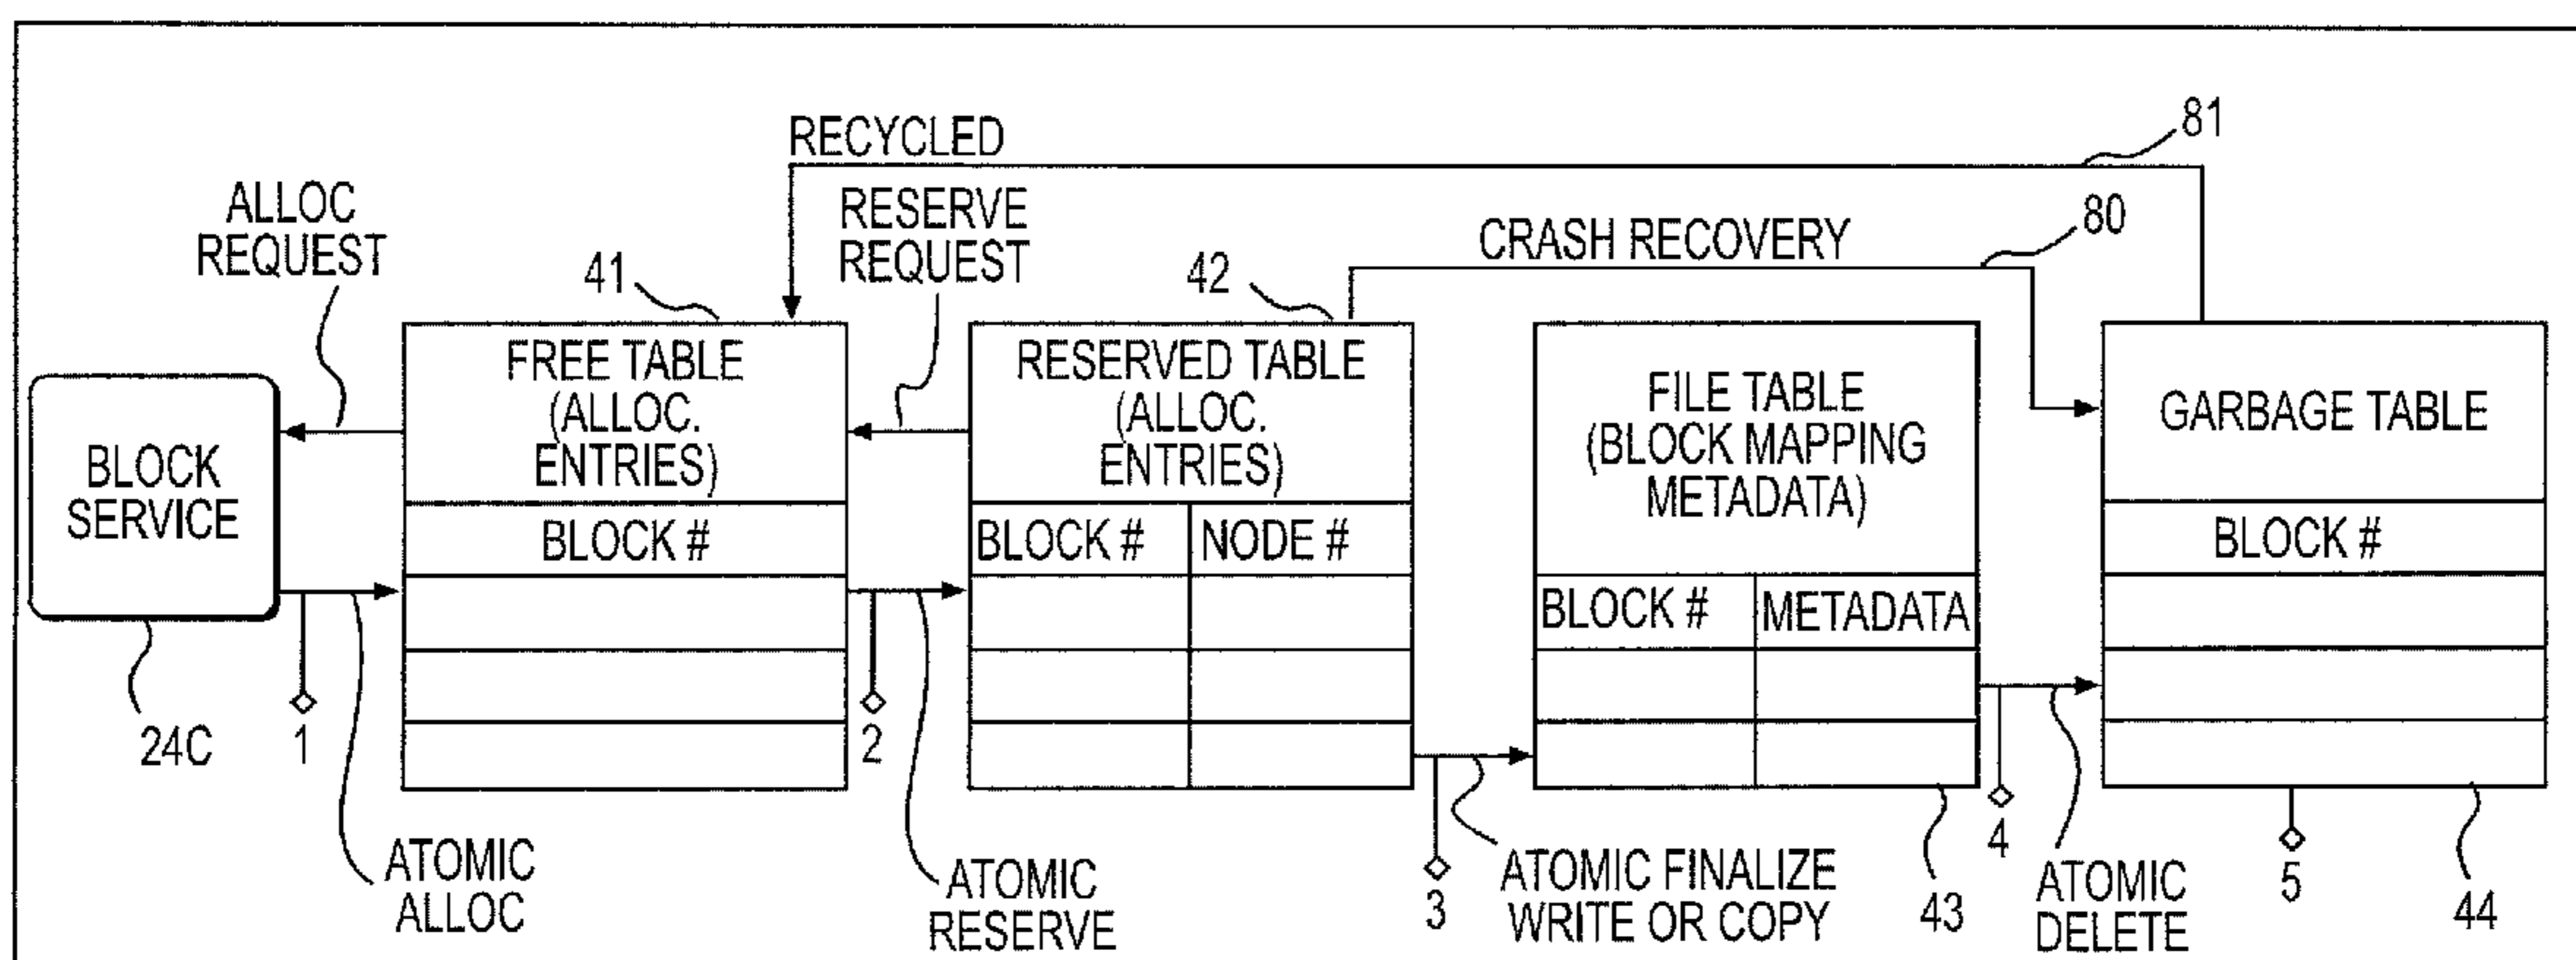 RECYCLED
81
ALLOC
REQUEST
RESERVE
REQUEST
CRASH RECOVERY
80
41
42
BLOCK
SERVICE
24C
FREE TABLE
(ALLOC.
ENTRIES)
BLOCK #
RESERVED TABLE
(ALLOC.
ENTRIES)
BLOCK # NODE #
FILE TABLE
(BLOCK MAPPING
METADATA)
BLOCK # METADATA
GARBAGE TABLE
BLOCK #
1
2
3
4
5
ATOMIC
ALLOC
ATOMIC
RESERVE
ATOMIC FINALIZE
WRITE OR COPY
43
ATOMIC
DELETE
44